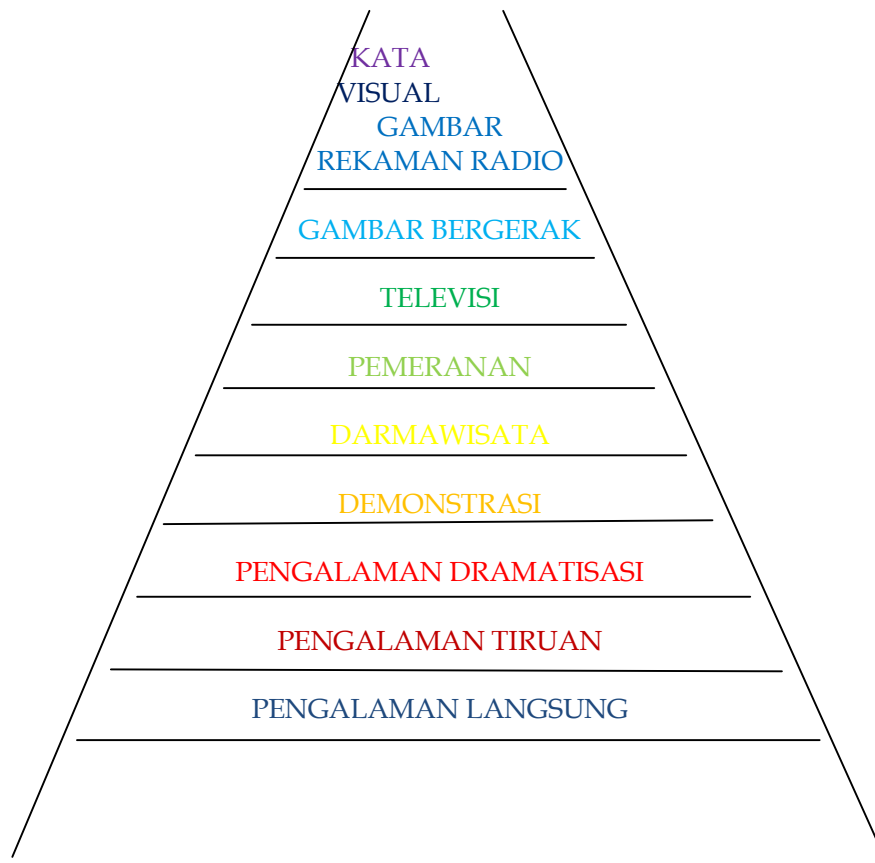 KATA
VISUAL
GAMBAR
REKAMAN RADIO
GAMBAR BERGERAK
TELEVISI
PEMERANAN
DARMAWISATA
DEMONSTRASI
PENGALAMAN DRAMATISASI
PENGALAMAN TIRUAN
PENGALAMAN LANGSUNG